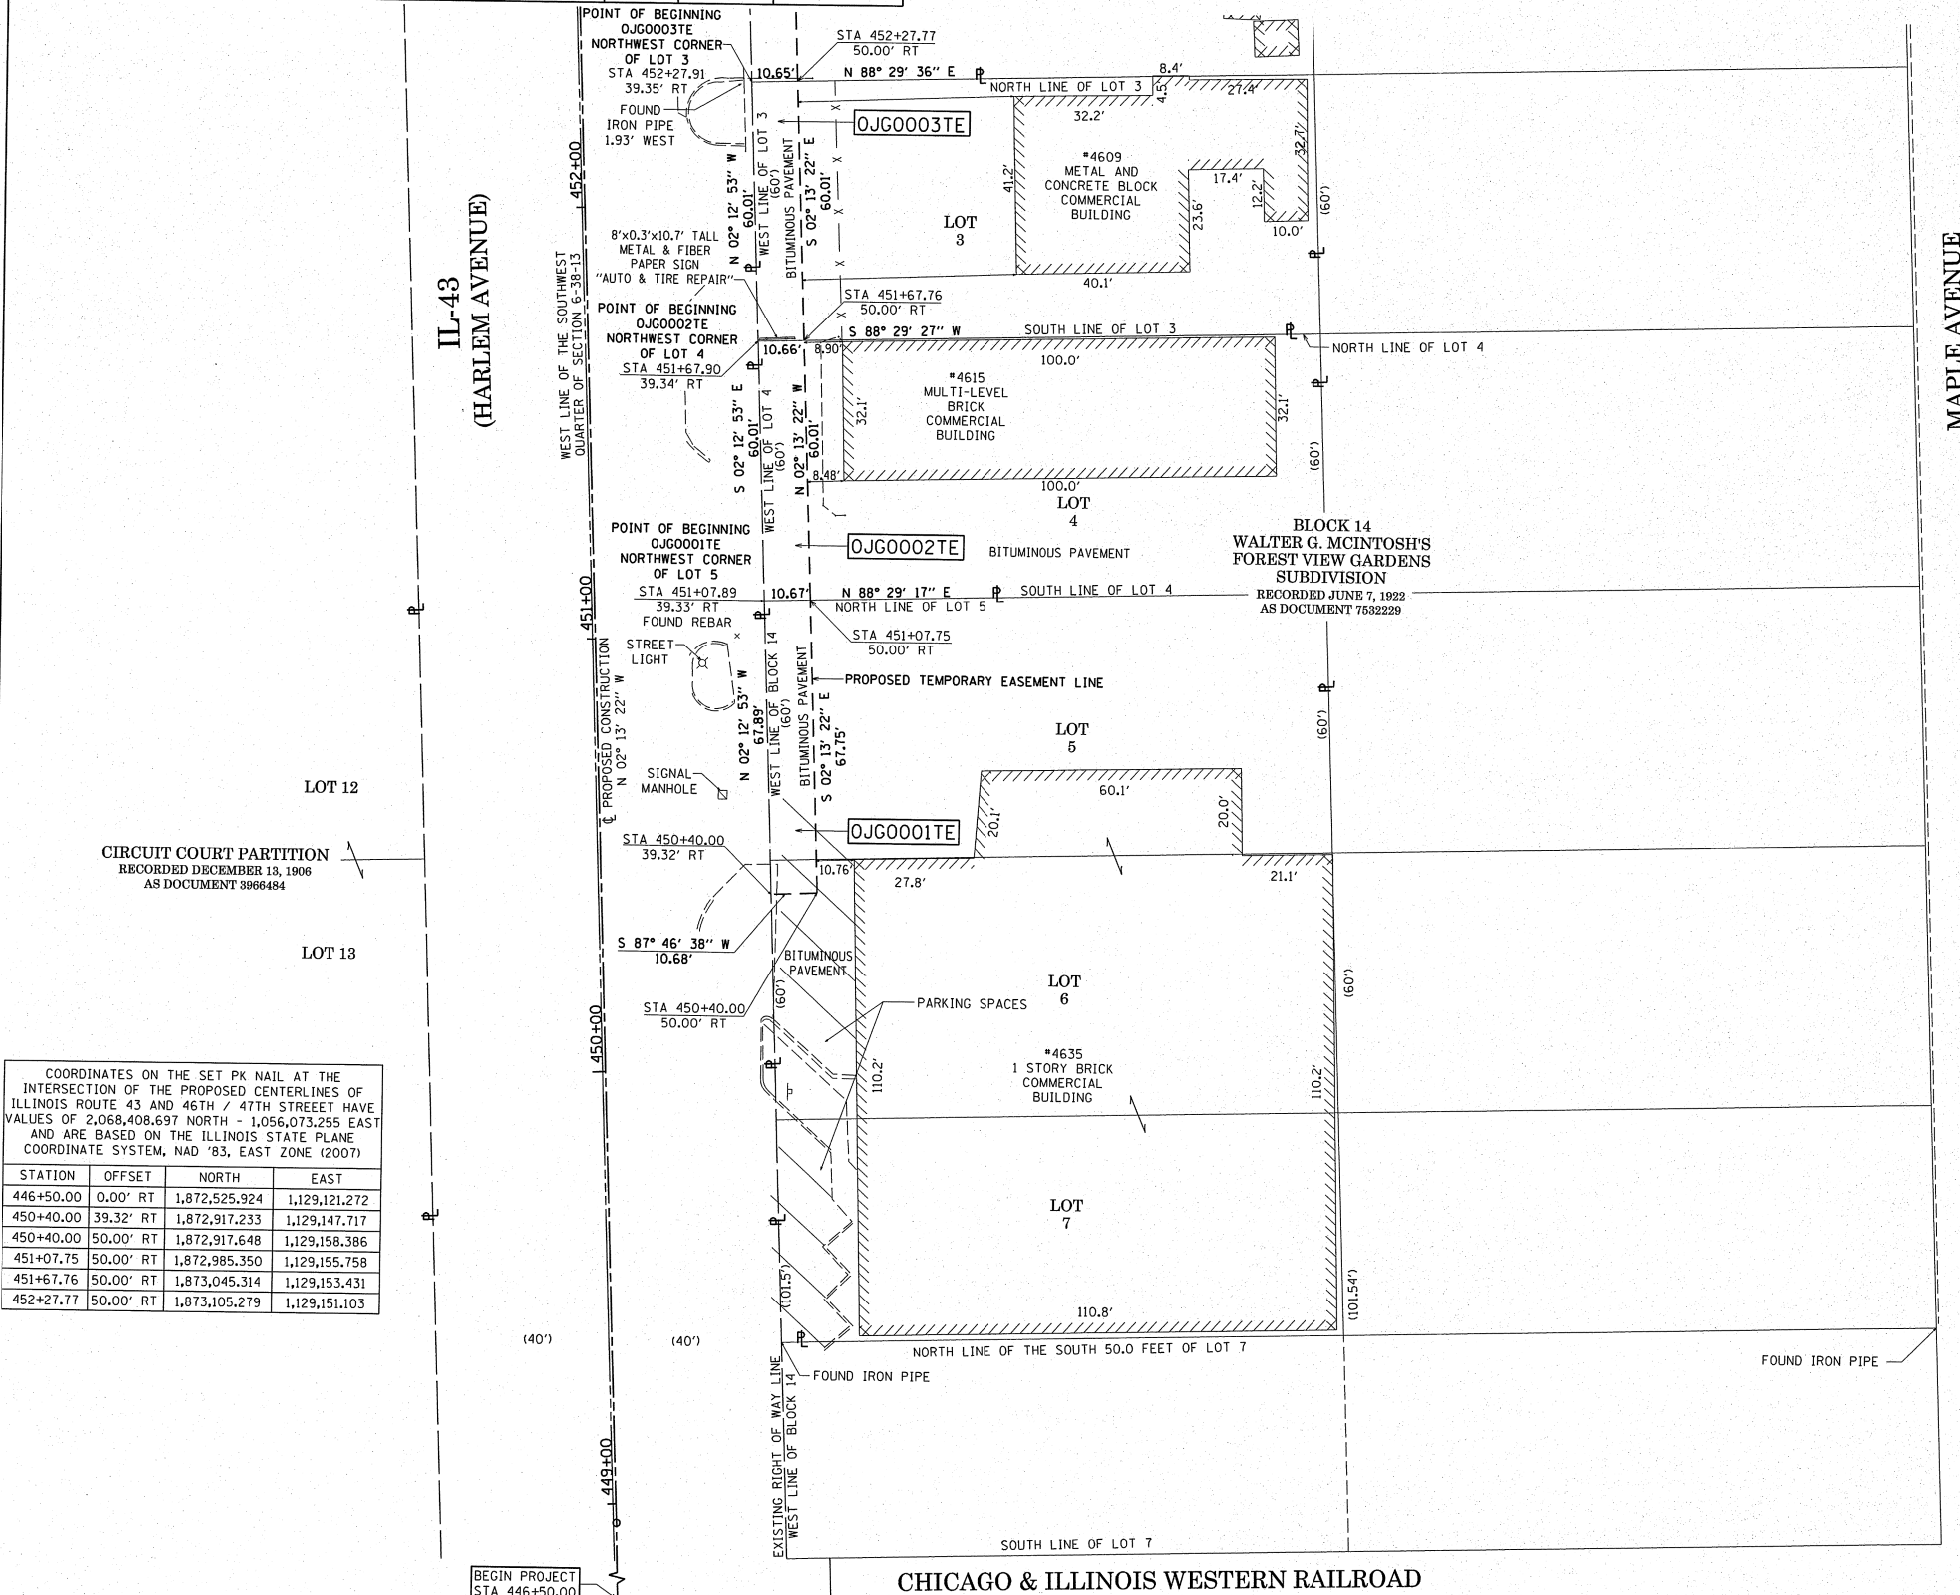 POINT OF BEGINNING
0JG0003TE
NORTHWEST CORNER
OF LOT 3
STA 452+27.91
39.35' RT
FOUND
IRON PIPE
1.93' WEST
STA 452+27.77
50.00' RT
10.65'
N 88° 29' 36" E
NORTH LINE OF LOT 3
8.4'
4.5'
27.4'
32.2'
32.7'
0JG0003TE
#4609
METAL AND
CONCRETE BLOCK
COMMERCIAL
BUILDING
41.2'
17.4'
12.2'
23.6'
10.0'
40.1'
(60')
LOT
3
452+00
N 02° 12' 53" W
60.01'
WEST LINE OF LOT 3
(60')
BITUMINOUS PAVEMENT
S 02° 13' 22" E
60.01'
IL-43
(HARLEM AVENUE)
MAPLE AVENUE
WEST LINE OF THE SOUTHWEST
QUARTER OF SECTION 6-38-13
8'x0.3'x10.7' TALL
METAL & FIBER
PAPER SIGN
"AUTO & TIRE REPAIR"
POINT OF BEGINNING
0JG0002TE
NORTHWEST CORNER
OF LOT 4
STA 451+67.90
39.34' RT
STA 451+67.76
50.00' RT
10.66'
8.90'
S 88° 29' 27" W
SOUTH LINE OF LOT 3
NORTH LINE OF LOT 4
100.0'
#4615
MULTI-LEVEL
BRICK
COMMERCIAL
BUILDING
32.1'
32.1'
100.0'
8.48'
(60')
S 02° 12' 53" E
60.01'
WEST LINE OF LOT 4
(60')
N 02° 13' 22" W
60.01'
LOT
4
0JG0002TE
BITUMINOUS PAVEMENT
BLOCK 14
WALTER G. MCINTOSH'S
FOREST VIEW GARDENS
SUBDIVISION
RECORDED JUNE 7, 1922
AS DOCUMENT 7532229
POINT OF BEGINNING
0JG0001TE
NORTHWEST CORNER
OF LOT 5
STA 451+07.89
39.33' RT
FOUND REBAR
10.67'
N 88° 29' 17" E
SOUTH LINE OF LOT 4
NORTH LINE OF LOT 5
STA 451+07.75
50.00' RT
451+00
STREET
LIGHT
PROPOSED TEMPORARY EASEMENT LINE
PROPOSED CONSTRUCTION
N 02° 13' 22" W
N 02° 12' 53" W
67.89'
WEST LINE OF BLOCK 14
(60')
BITUMINOUS PAVEMENT
S 02° 13' 22" E
67.75'
LOT
5
(60')
SIGNAL
MANHOLE
60.1'
20.1'
20.0'
0JG0001TE
LOT 12
CIRCUIT COURT PARTITION
RECORDED DECEMBER 13, 1906
AS DOCUMENT 3966484
LOT 13
STA 450+40.00
39.32' RT
10.76'
27.8'
21.1'
S 87° 46' 38" W
10.68'
BITUMINOUS
PAVEMENT
STA 450+40.00
50.00' RT
(60')
PARKING SPACES
LOT
6
(60')
450+00
#4635
1 STORY BRICK
COMMERCIAL
BUILDING
110.2'
110.2'
LOT
7
(101.5')
(101.54')
110.8'
NORTH LINE OF THE SOUTH 50.0 FEET OF LOT 7
FOUND IRON PIPE
FOUND IRON PIPE
(40')
(40')
COORDINATES ON THE SET PK NAIL AT THE
INTERSECTION OF THE PROPOSED CENTERLINES OF
ILLINOIS ROUTE 43 AND 46TH / 47TH STREEET HAVE
VALUES OF 2,068,408.697 NORTH - 1,056,073.255 EAST
AND ARE BASED ON THE ILLINOIS STATE PLANE
COORDINATE SYSTEM, NAD '83, EAST ZONE (2007)
STATION OFFSET NORTH EAST
446+50.00 0.00' RT 1,872,525.924 1,129,121.272
450+40.00 39.32' RT 1,872,917.233 1,129,147.717
450+40.00 50.00' RT 1,872,917.648 1,129,158.386
451+07.75 50.00' RT 1,872,985.350 1,129,155.758
451+67.76 50.00' RT 1,873,045.314 1,129,153.431
452+27.77 50.00' RT 1,873,105.279 1,129,151.103
449+00
EXISTING RIGHT OF WAY LINE
WEST LINE OF BLOCK 14
SOUTH LINE OF LOT 7
BEGIN PROJECT
STA 446+50.00
CHICAGO & ILLINOIS WESTERN RAILROAD